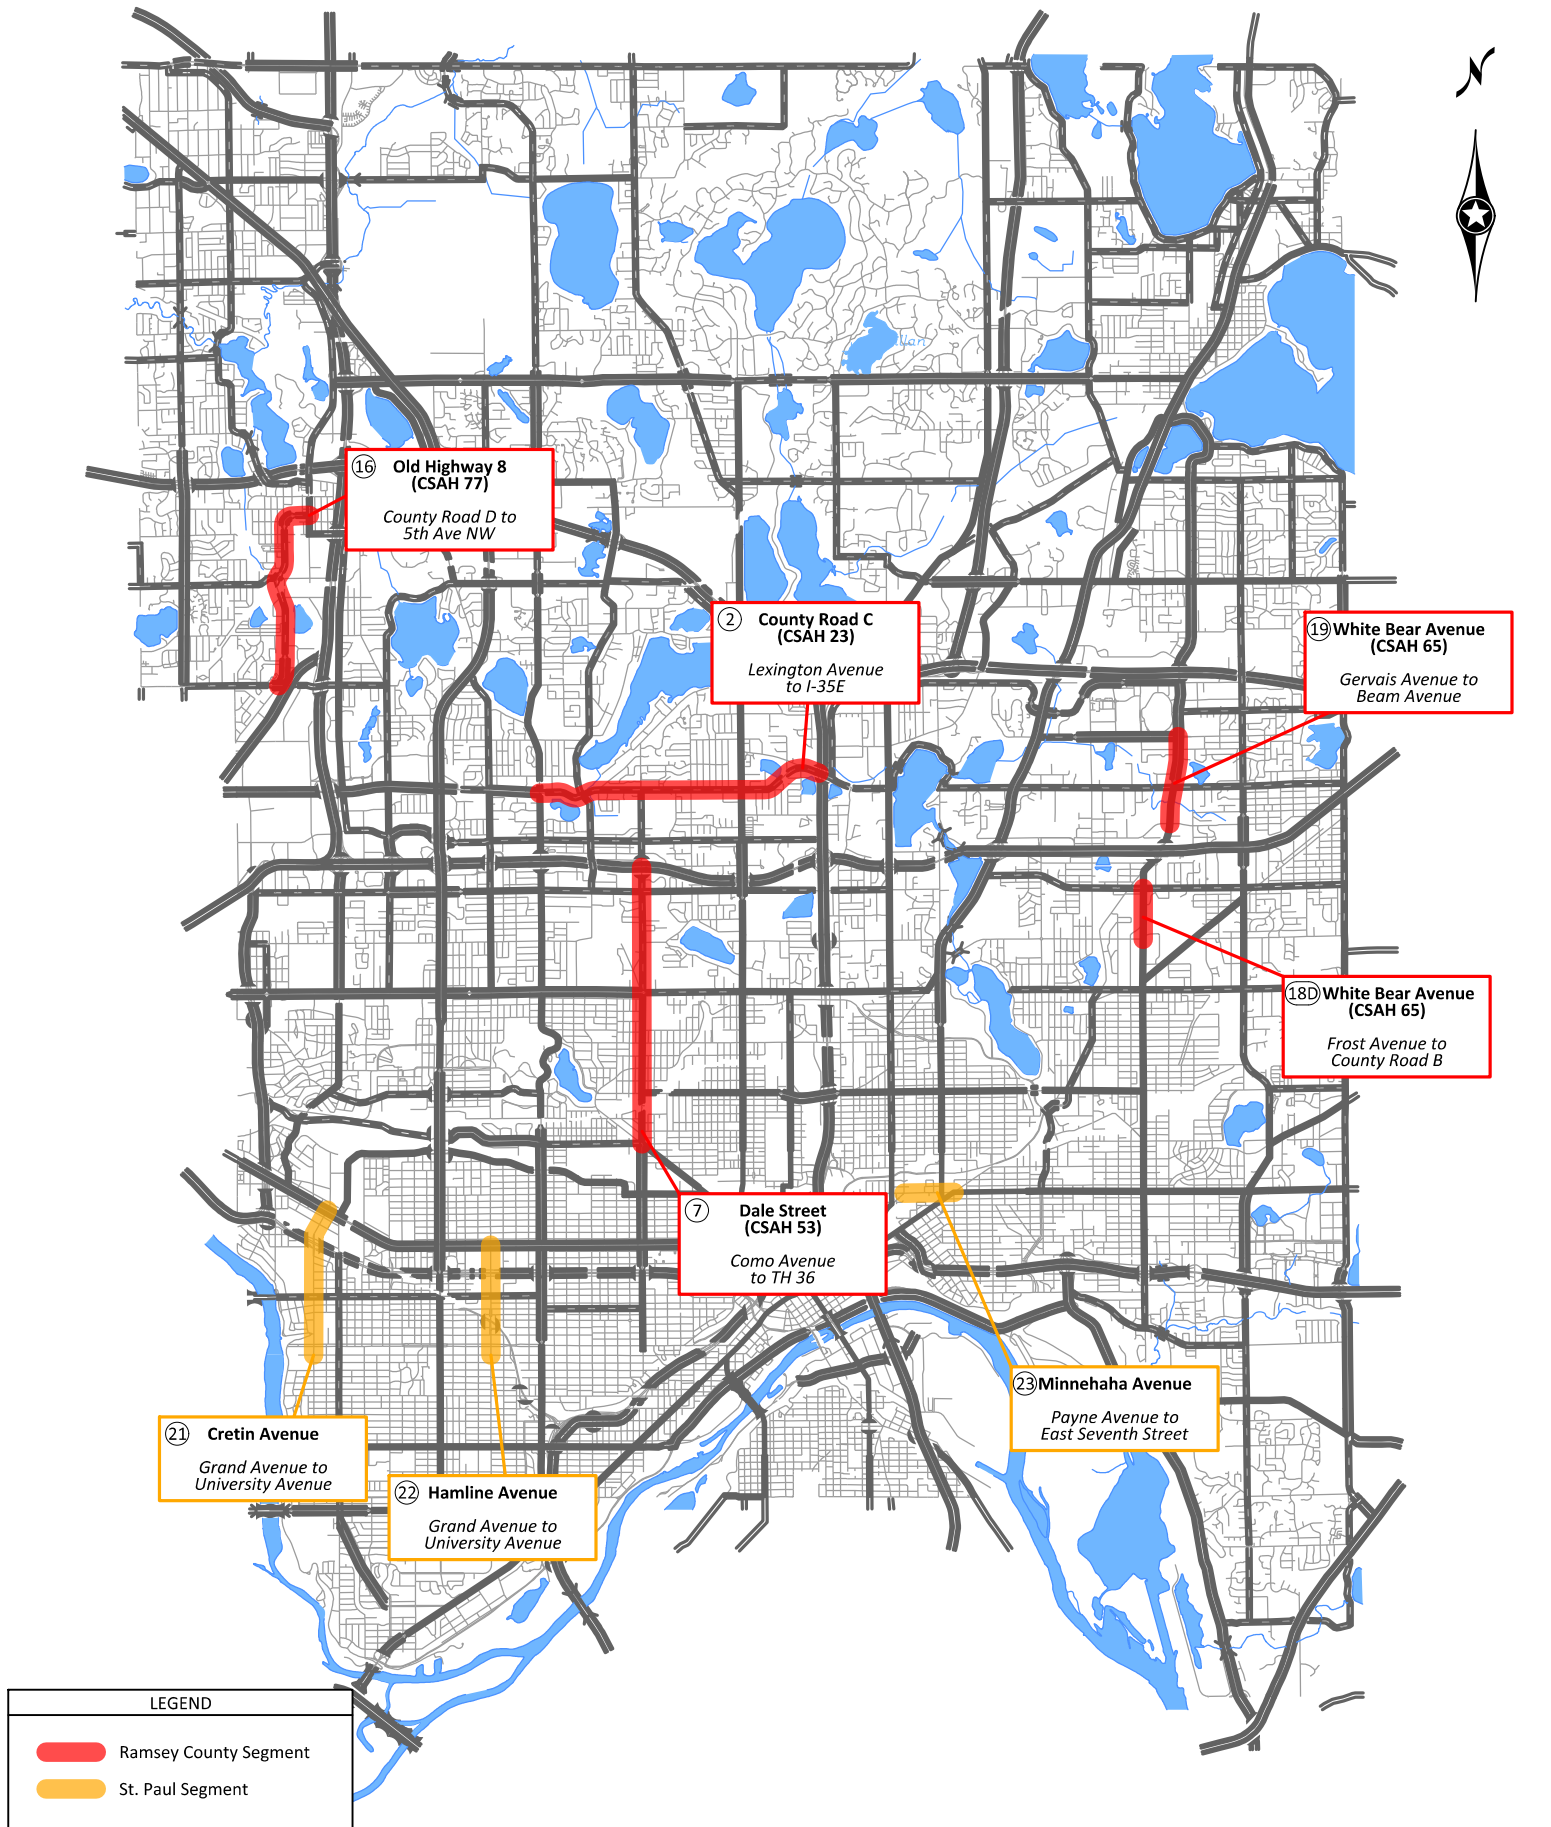 N
16
Old Highway 8
(CSAH 77)
County Road D to
5th Ave NW
2
County Road C
(CSAH 23)
Lexington Avenue
to I-35E
19
White Bear Avenue
(CSAH 65)
Gervais Avenue to
Beam Avenue
18D
White Bear Avenue
(CSAH 65)
Frost Avenue to
County Road B
7
Dale Street
(CSAH 53)
Como Avenue
to TH 36
23
Minnehaha Avenue
Payne Avenue to
East Seventh Street
21
Cretin Avenue
Grand Avenue to
University Avenue
22
Hamline Avenue
Grand Avenue to
University Avenue
LEGEND
Ramsey County Segment
St. Paul Segment